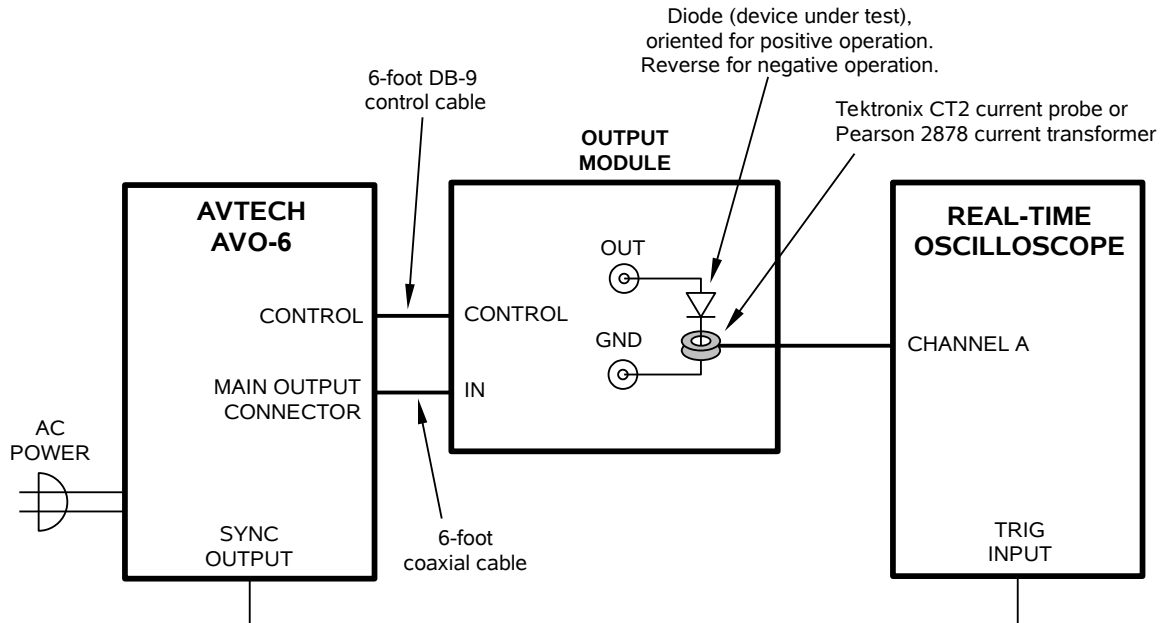 Diode (device under test),
oriented for positive operation.
Reverse for negative operation.
6-foot DB-9
control cable
Tektronix CT2 current probe or
Pearson 2878 current transformer
OUTPUT
MODULE
AVTECH
AVO-6
REAL-TIME
OSCILLOSCOPE
OUT
CONTROL
CONTROL
GND
CHANNEL A
MAIN OUTPUT
CONNECTOR
IN
AC
POWER
SYNC
OUTPUT
6-foot
coaxial cable
TRIG
INPUT